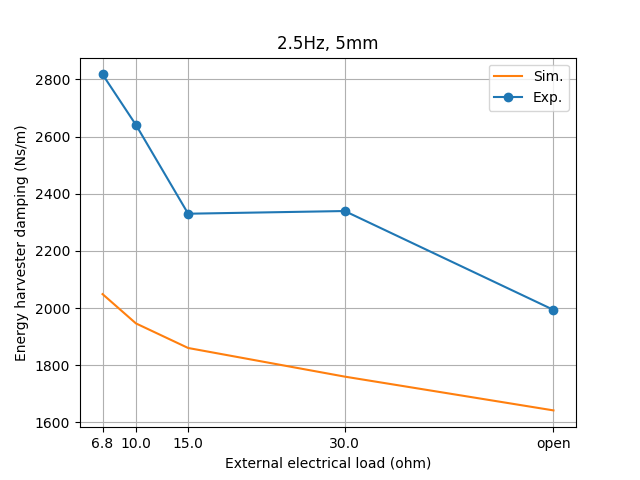 2.5Hz, 5mm
Sim.
Exp.
Energy harvester damping (Ns/m)
2800
2600
2400
2200
2000
1800
1600
6.8 10.0 15.0 30.0 open
External electrical load (ohm)